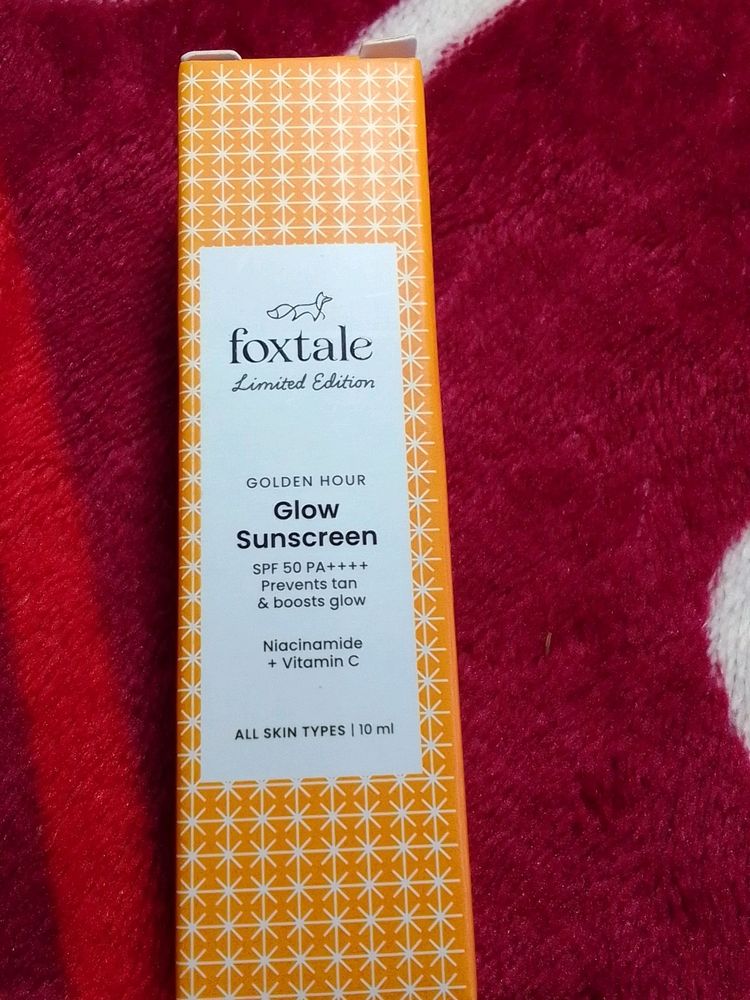 foxtale
Limited Edition
GOLDEN HOUR
Glow
Sunscreen
SPF 50 PA++++
Prevents tan
& boosts glow
Niacinamide
+ Vitamin C
ALL SKIN TYPES | 10 ml